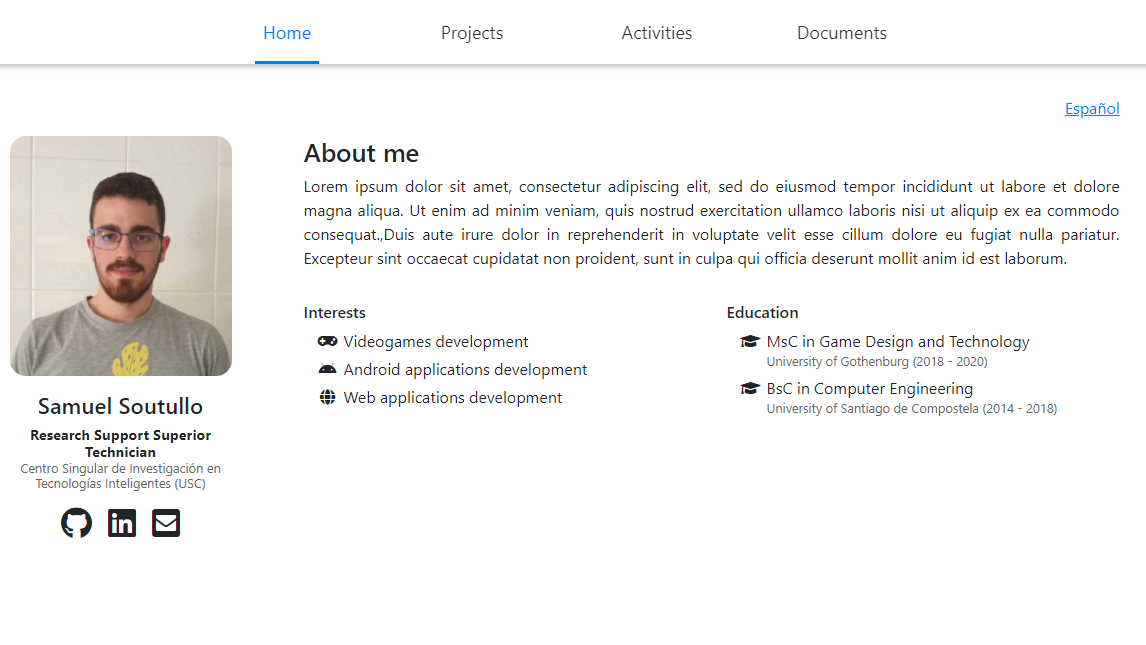 Home Projects Activities Documents
Español
About me
Lorem ipsum dolor sit amet, consectetur adipiscing elit, sed do eiusmod tempor incididunt ut labore et dolore
magna aliqua. Ut enim ad minim veniam, quis nostrud exercitation ullamco laboris nisi ut aliquip ex ea commodo
consequat.,Duis aute irure dolor in reprehenderit in voluptate velit esse cillum dolore eu fugiat nulla pariatur.
Excepteur sint occaecat cupidatat non proident, sunt in culpa qui officia deserunt mollit anim id est laborum.
Interests
Videogames development
Android applications development
Web applications development
Education
MsC in Game Design and Technology
University of Gothenburg (2018 - 2020)
BsC in Computer Engineering
University of Santiago de Compostela (2014 - 2018)
Samuel Soutullo
Research Support Superior
Technician
Centro Singular de Investigación en
Tecnologías Inteligentes (USC)
in